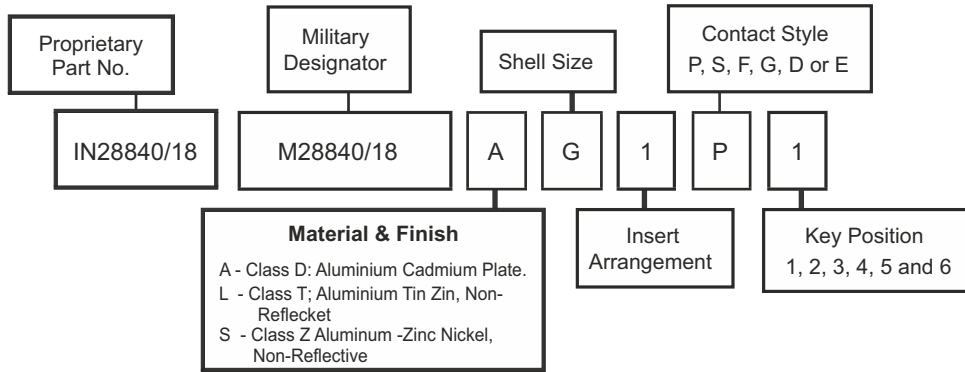 Proprietary
Part No.
Military
Designator
Shell Size
Contact Style
P, S, F, G, D or E
IN28840/18
M28840/18
A
G
1
P
1
Material & Finish
A - Class D: Aluminium Cadmium Plate.
L - Class T; Aluminium Tin Zin, Non-
Reflecket
S - Class Z Aluminum -Zinc Nickel,
Non-Reflective
Insert
Arrangement
Key Position
1, 2, 3, 4, 5 and 6